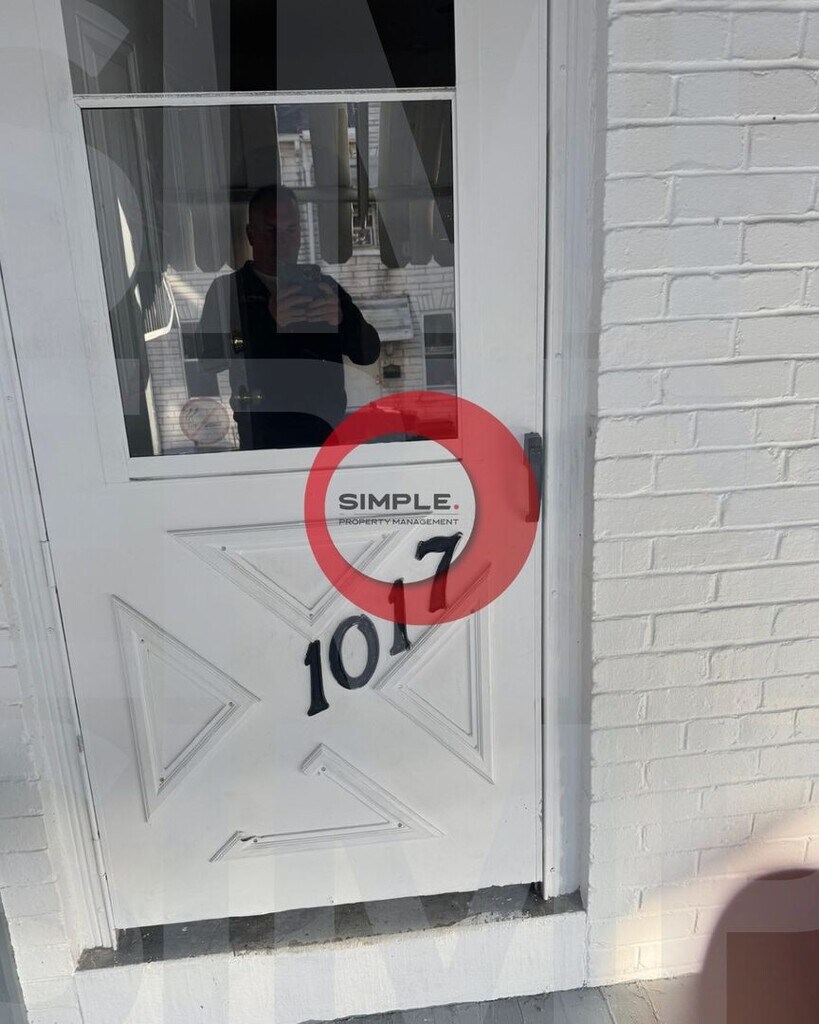 SIMPLE.
PROPERTY MANAGEMENT
1017